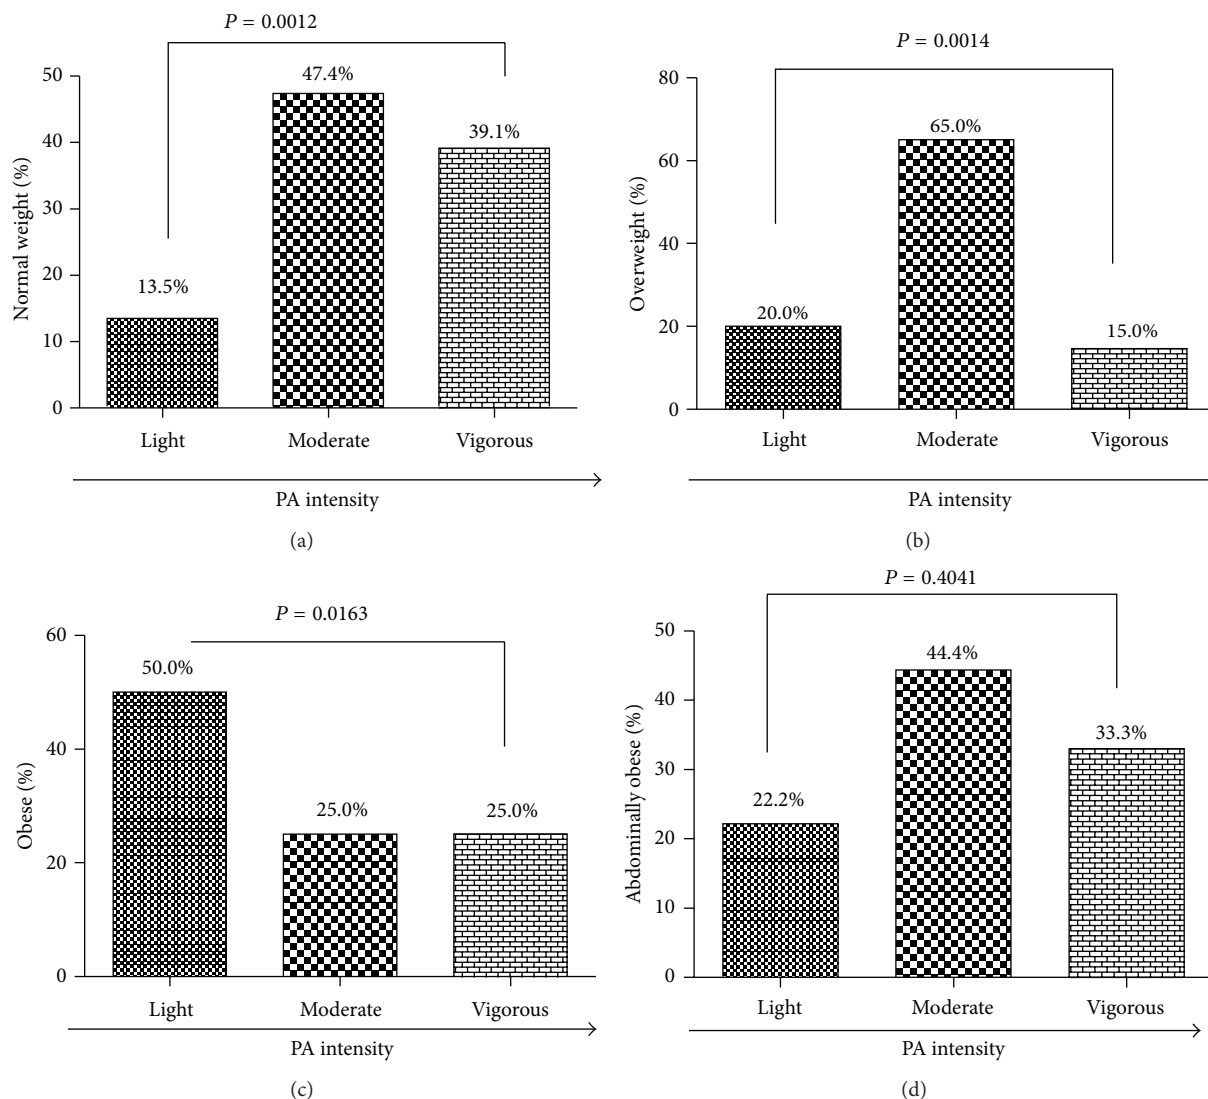 P = 0.0012
50
40
30
20
10
0
Normal weight (%)
47.4%
39.1%
13.5%
Light Moderate Vigorous
PA intensity
(a)
P = 0.0014
80
60
40
20
0
Overweight (%)
65.0%
20.0%
15.0%
Light Moderate Vigorous
PA intensity
(b)
P = 0.0163
60
40
20
0
Obese (%)
50.0%
25.0%
25.0%
Light Moderate Vigorous
PA intensity
(c)
P = 0.4041
50
40
30
20
10
0
Abdominally obese (%)
44.4%
33.3%
22.2%
Light Moderate Vigorous
PA intensity
(d)